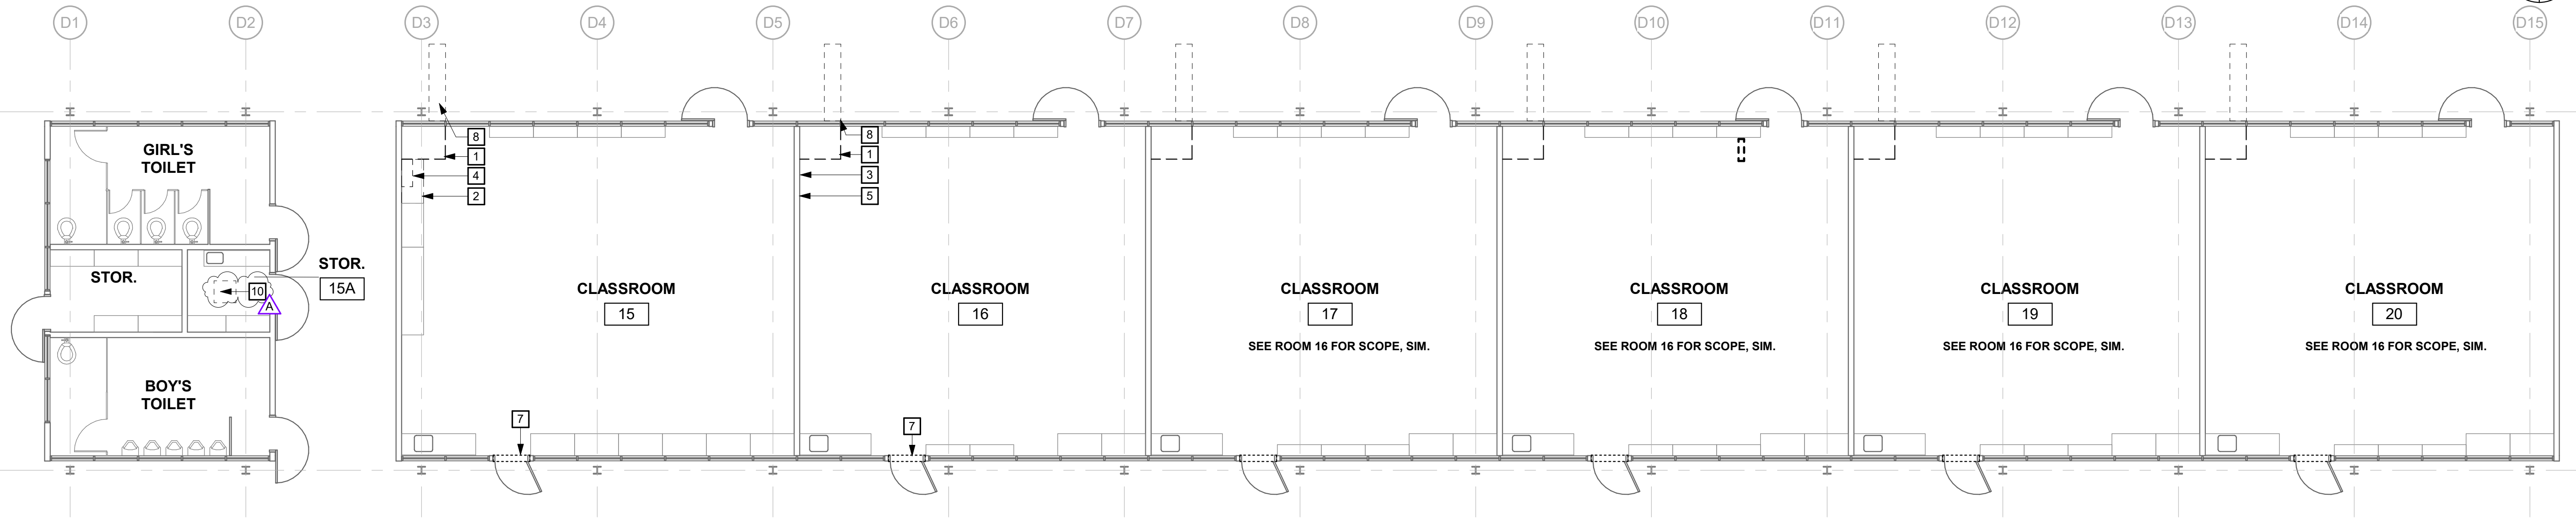 D1 D2 D3 D4 D5 D6 D7 D8 D9 D10 D11 D12 D13 D14 D15
8
1
4
2
8
1
3
5
GIRL'S
TOILET
STOR.
10
A
STOR.
15A
BOY'S
TOILET
CLASSROOM
15
7
CLASSROOM
16
7
CLASSROOM
17
SEE ROOM 16 FOR SCOPE, SIM.
CLASSROOM
18
SEE ROOM 16 FOR SCOPE, SIM.
CLASSROOM
19
SEE ROOM 16 FOR SCOPE, SIM.
CLASSROOM
20
SEE ROOM 16 FOR SCOPE, SIM.